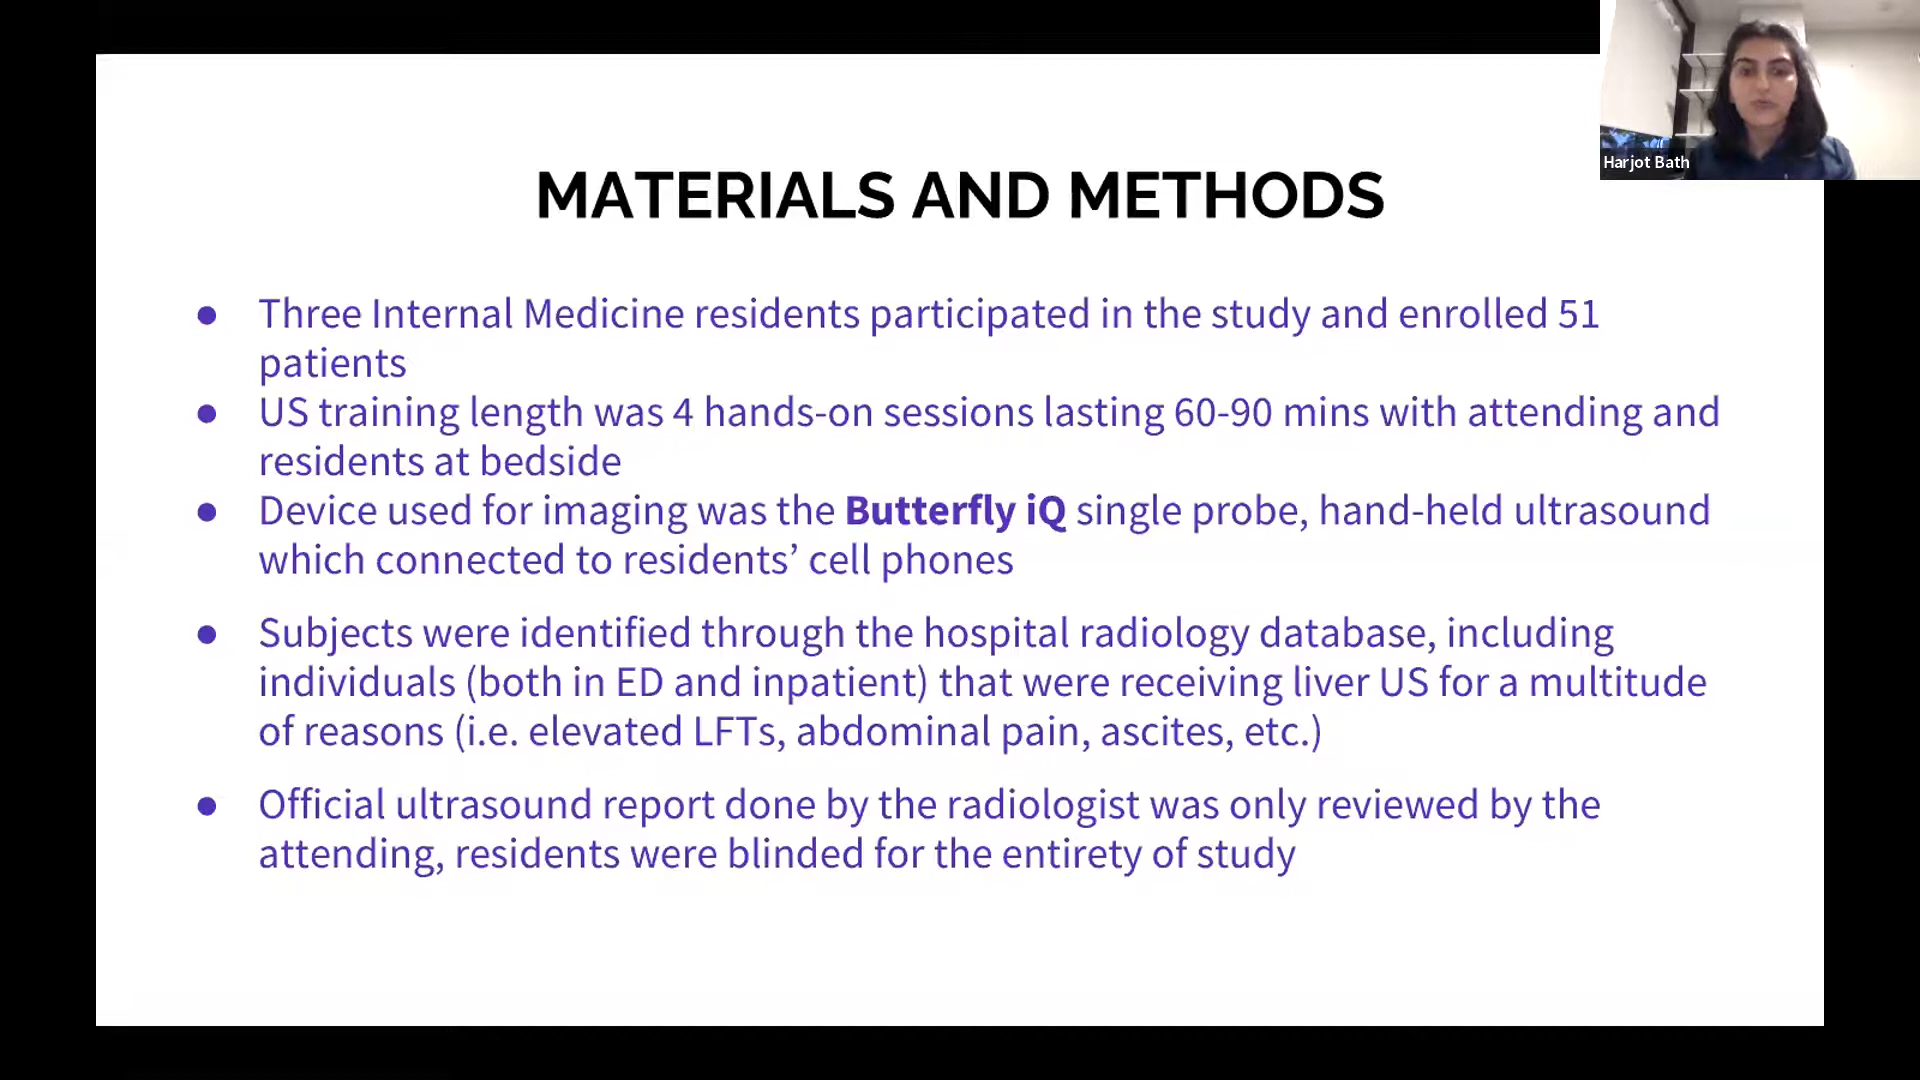 Harjot Bath
MATERIALS AND METHODS
● Three Internal Medicine residents participated in the study and enrolled 51
patients
● US training length was 4 hands-on sessions lasting 60-90 mins with attending and
residents at bedside
● Device used for imaging was the Butterfly iQ single probe, hand-held ultrasound
which connected to residents’ cell phones
● Subjects were identified through the hospital radiology database, including
individuals (both in ED and inpatient) that were receiving liver US for a multitude
of reasons (i.e. elevated LFTs, abdominal pain, ascites, etc.)
● Official ultrasound report done by the radiologist was only reviewed by the
attending, residents were blinded for the entirety of study